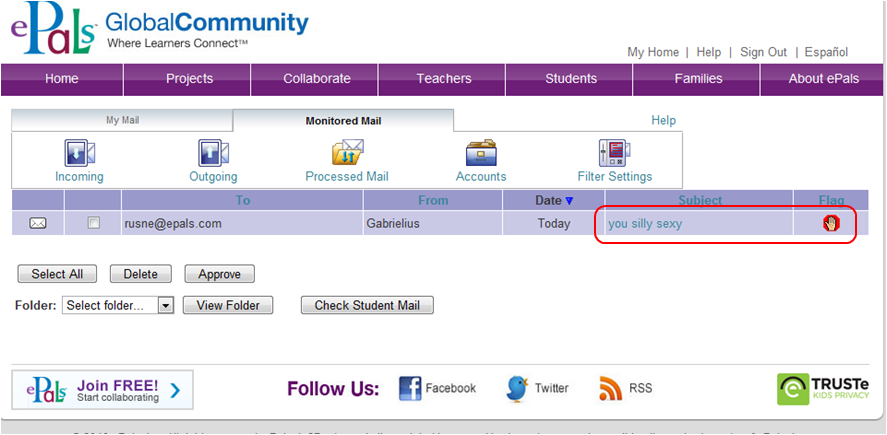 ePals GlobalCommunity
Where Learners Connect™
My Home | Help | Sign Out | Español
Home Projects Collaborate Teachers Students Families About ePals
My Mail Monitored Mail Help
Incoming Outgoing Processed Mail Accounts Filter Settings
To From Date Subject Flag
rusne@epals.com Gabrielius Today you silly sexy
Select All Delete Approve
Folder: Select folder... View Folder Check Student Mail
ePals Join FREE! Follow Us: Facebook Twitter RSS TRUSTe
Start collaborating KIDS PRIVACY